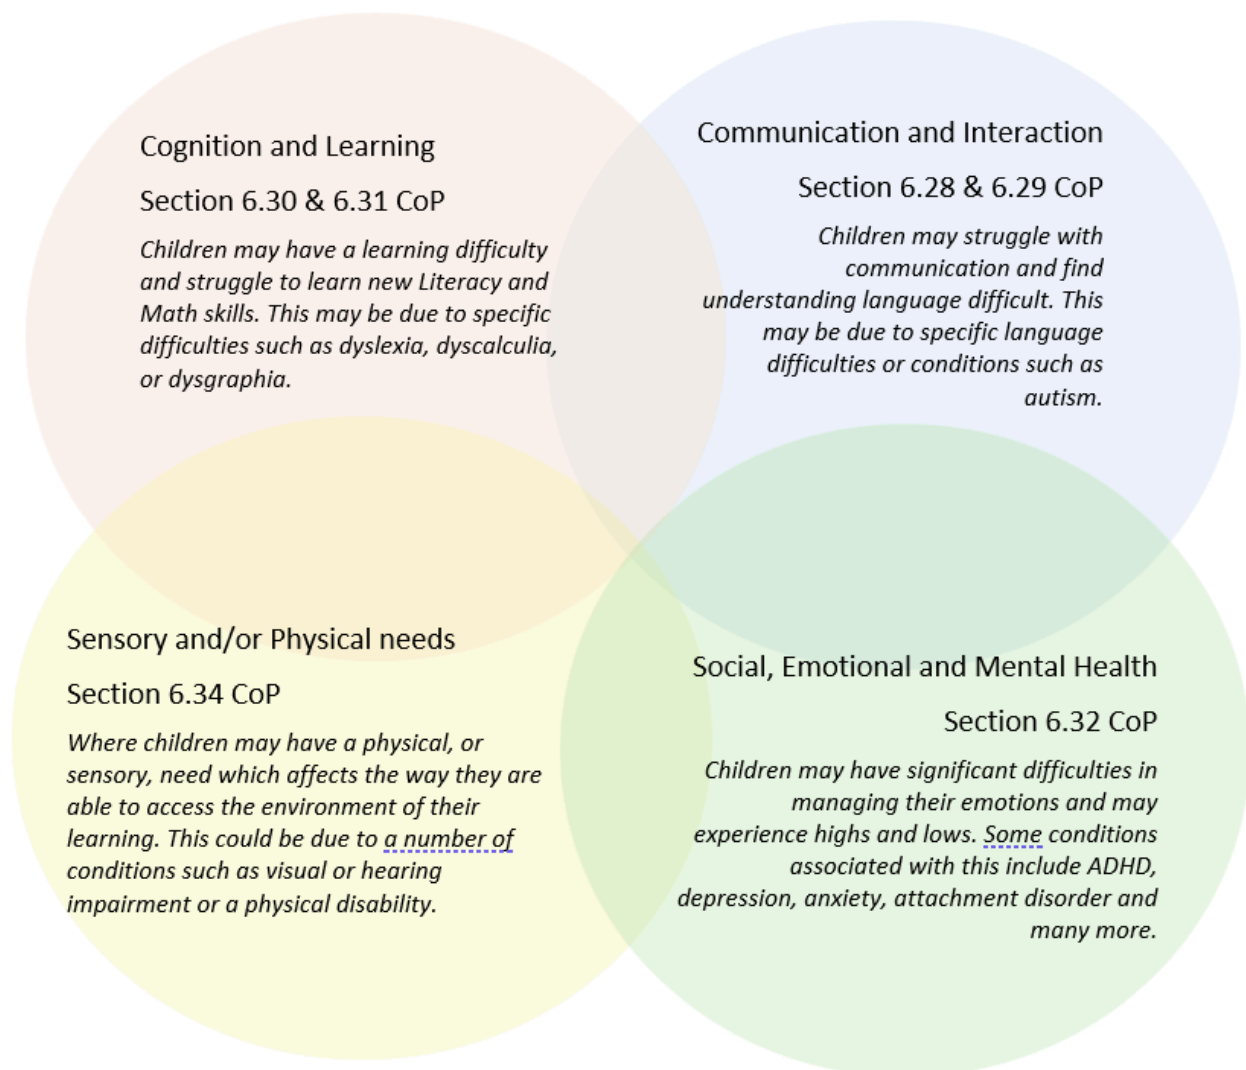 Cognition and Learning
Section 6.30 & 6.31 CoP
Children may have a learning difficulty
and struggle to learn new Literacy and
Math skills. This may be due to specific
difficulties such as dyslexia, dyscalculia,
or dysgraphia.
Communication and Interaction
Section 6.28 & 6.29 CoP
Children may struggle with
communication and find
understanding language difficult. This
may be due to specific language
difficulties or conditions such as
autism.
Sensory and/or Physical needs
Section 6.34 CoP
Where children may have a physical, or
sensory, need which affects the way they are
able to access the environment of their
learning. This could be due to a number of
conditions such as visual or hearing
impairment or a physical disability.
Social, Emotional and Mental Health
Section 6.32 CoP
Children may have significant difficulties in
managing their emotions and may
experience highs and lows. Some conditions
associated with this include ADHD,
depression, anxiety, attachment disorder and
many more.